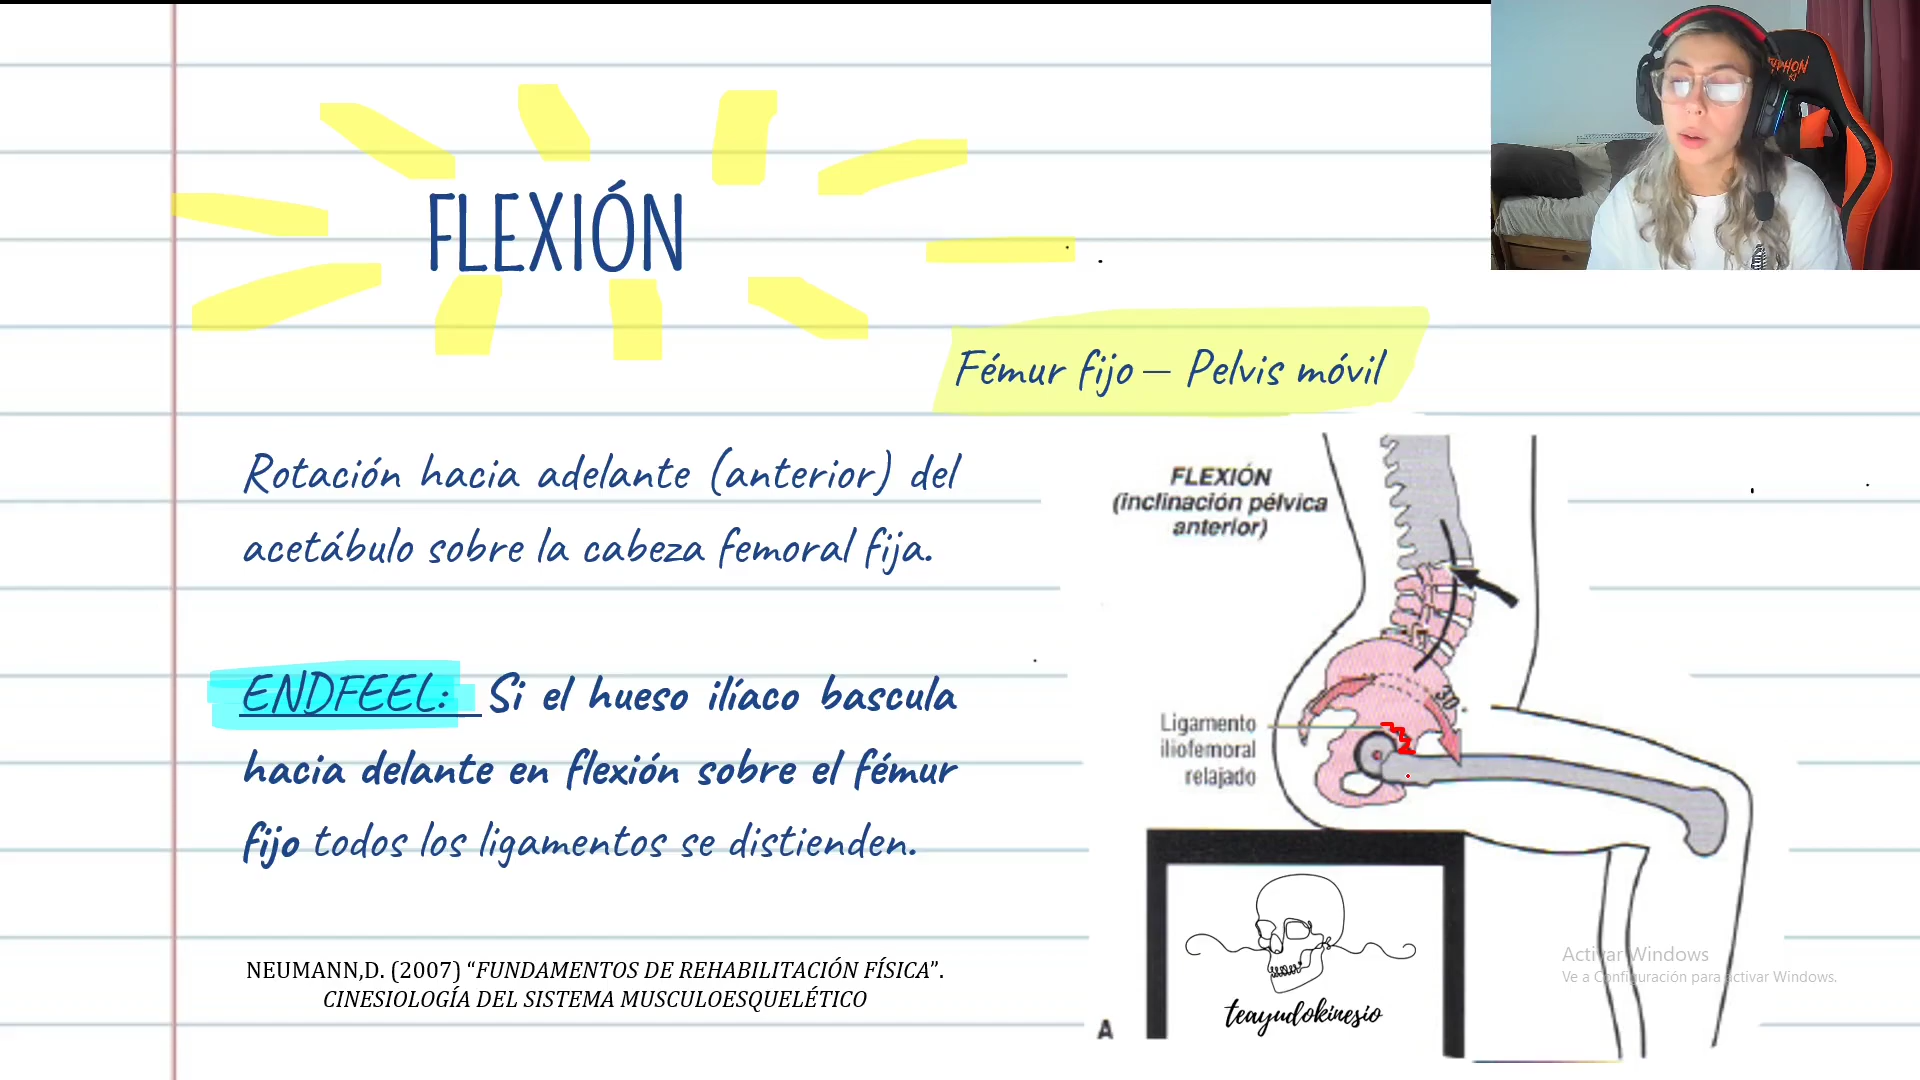 FLEXIÓN
Fémur fijo — Pelvis móvil
Rotación hacia adelante (anterior) del
acetábulo sobre la cabeza femoral fija.
ENDFEEL: Si el hueso ilíaco bascula
hacia delante en flexión sobre el fémur
fijo todos los ligamentos se distienden.
NEUMANN,D. (2007) “FUNDAMENTOS DE REHABILITACIÓN FÍSICA”.
CINESIOLOGÍA DEL SISTEMA MUSCULOESQUELÉTICO
FLEXIÓN
(inclinación pélvica
anterior)
Ligamento
iliofemoral
relajado
teayudokinesio
A
Activar Windows
Ve a Configuración para activar Windows.